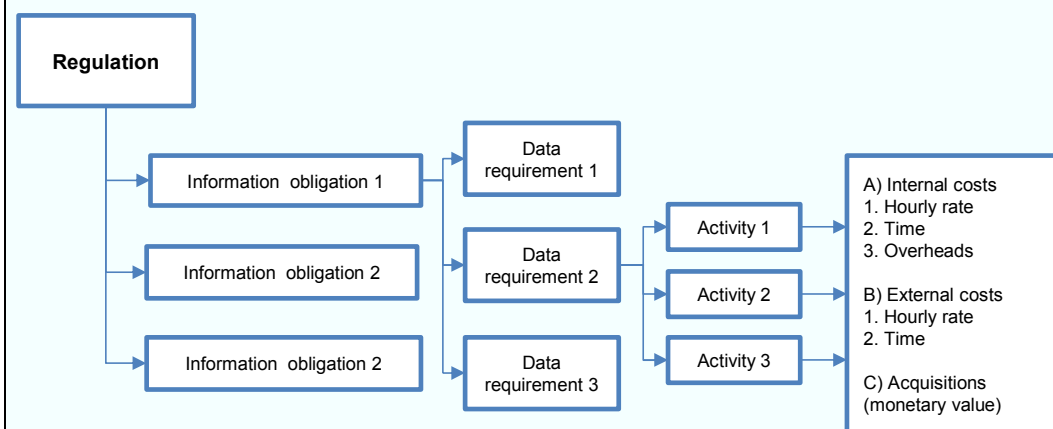 Regulation
Information obligation 1
Information obligation 2
Information obligation 2
Data
requirement 1
Data
requirement 2
Data
requirement 3
Activity 1
Activity 2
Activity 3
A) Internal costs
1. Hourly rate
2. Time
3. Overheads
B) External costs
1. Hourly rate
2. Time
C) Acquisitions
(monetary value)